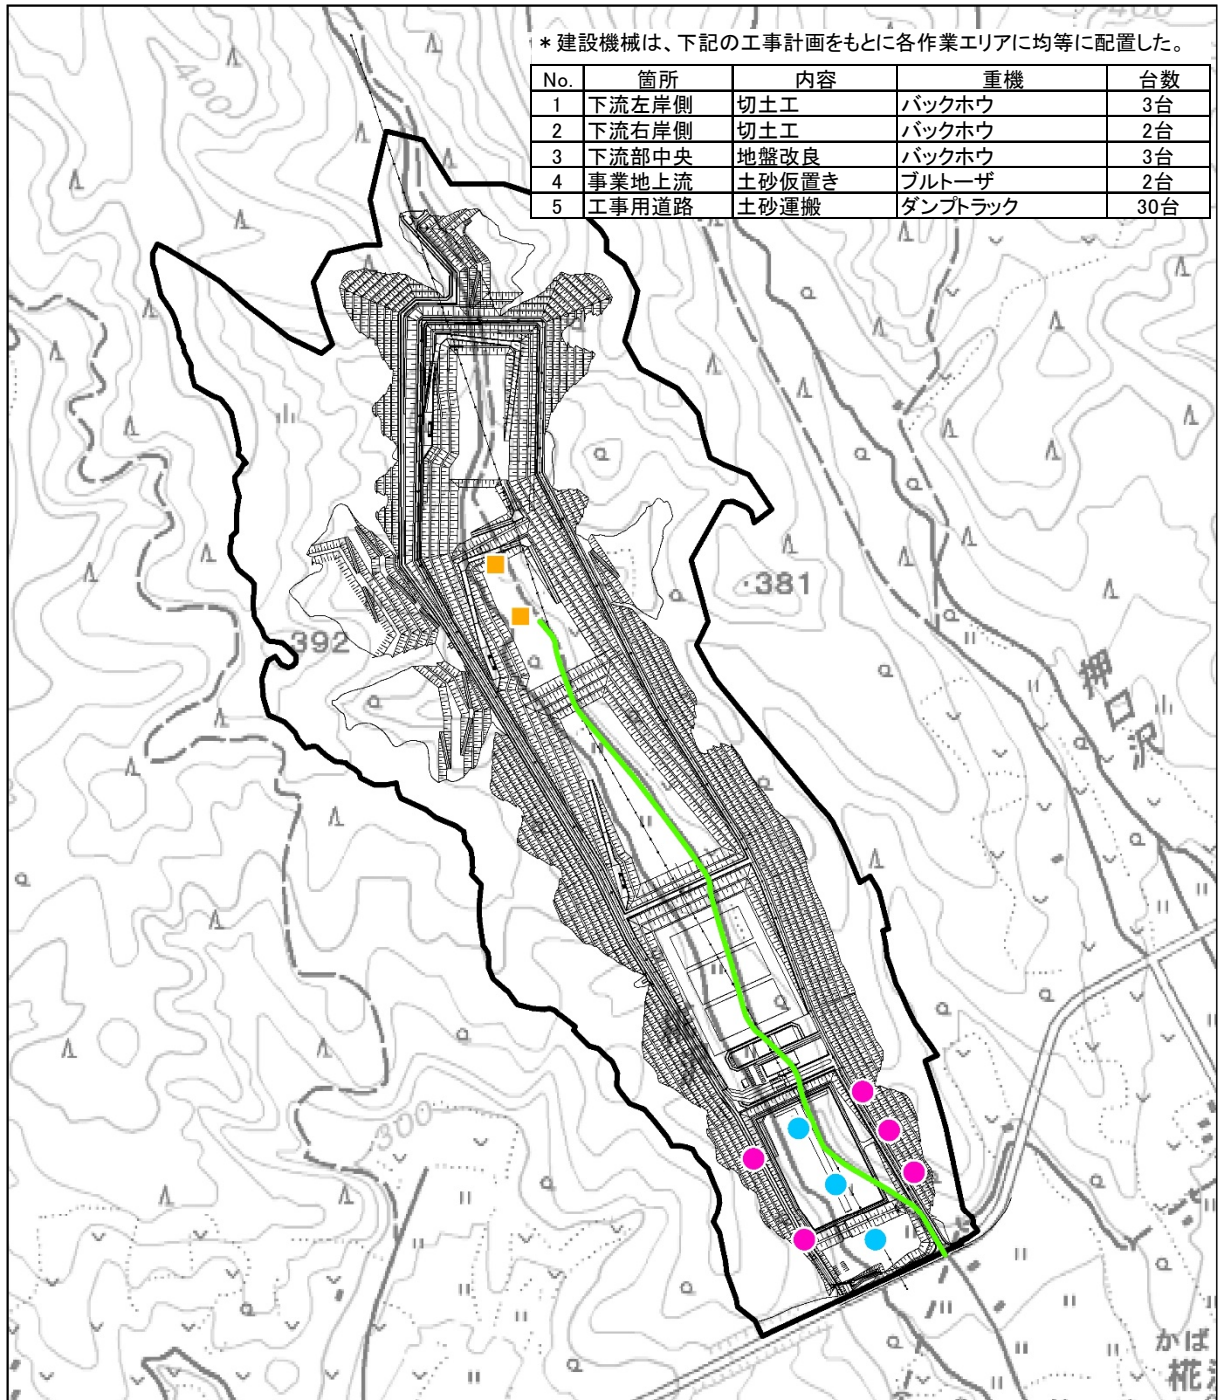 400
400
*建設機械は、下記の工事計画をもとに各作業エリアに均等に配置した。
No. 箇所 内容 重機 台数
1 下流左岸側 切土工 バックホウ 3台
2 下流右岸側 切土工 バックホウ 2台
3 下流部中央 地盤改良 バックホウ 3台
4 事業地上流 土砂仮置き ブルトーザ 2台
5 工事用道路 土砂運搬 ダンプトラック 30台
・381
392
押口沢
300
かば
椛